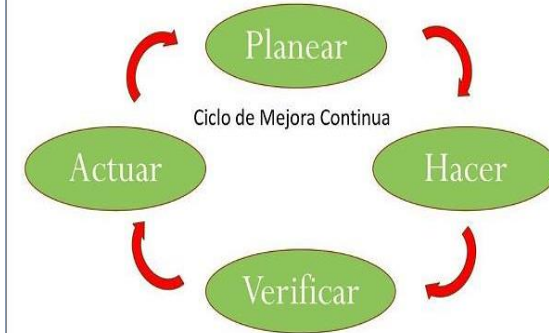 Planear
Ciclo de Mejora Continua
Actuar
Hacer
Verificar